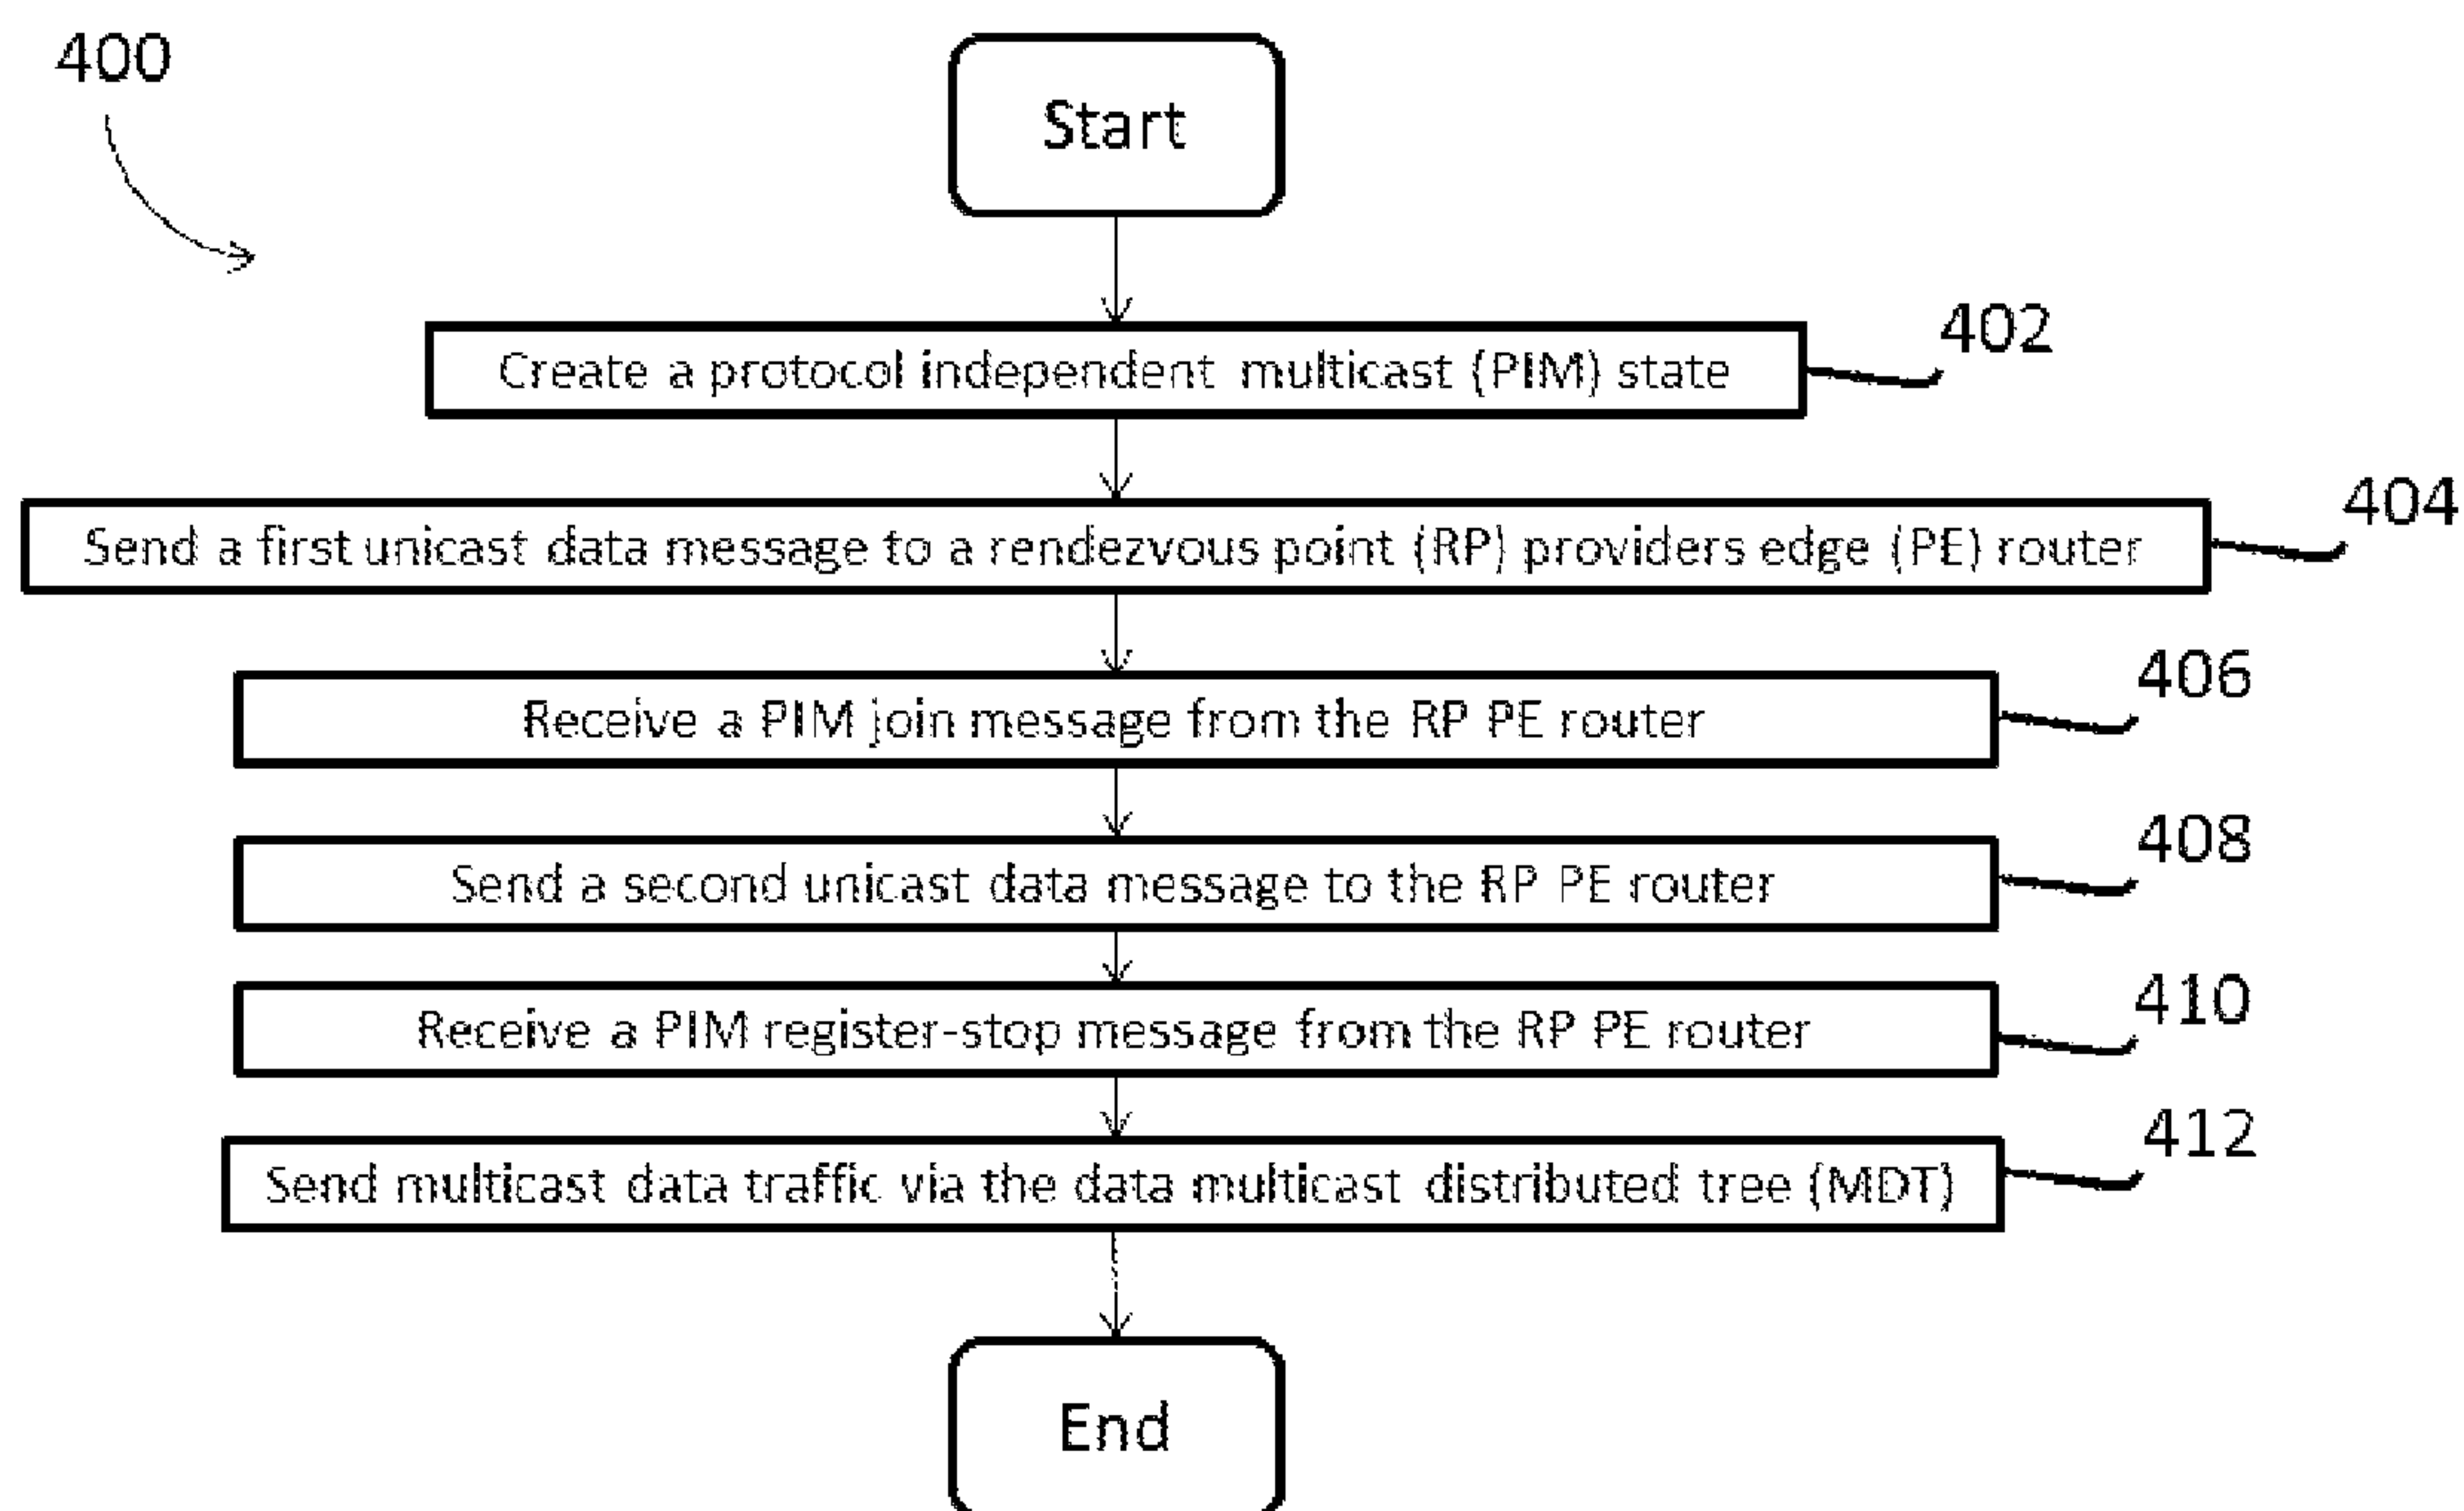 400
Start
Create a protocol independent multicast (PIM) state
402
Send a first unicast data message to a rendezvous point (RP) providers edge (PE) router
404
Receive a PIM join message from the RP PE router
406
Send a second unicast data message to the RP PE router
408
Receive a PIM register-stop message from the RP PE router
410
Send multicast data traffic via the data multicast distributed tree (MDT)
412
End